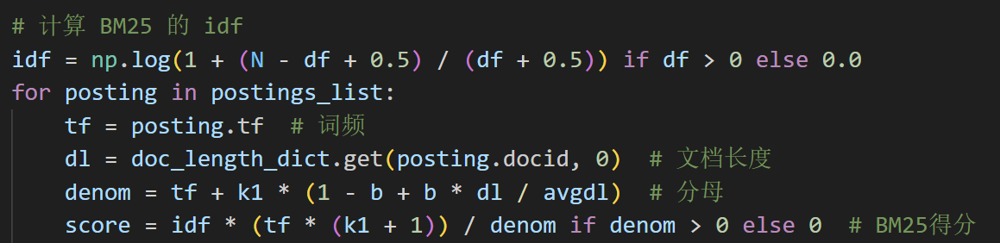 # 计算 BM25 的 idf
idf = np.log(1 + (N - df + 0.5) / (df + 0.5)) if df > 0 else 0.0
for posting in postings_list:
    tf = posting.tf  # 词频
    dl = doc_length_dict.get(posting.docid, 0)  # 文档长度
    denom = tf + k1 * (1 - b + b * dl / avgdl)  # 分母
    score = idf * (tf * (k1 + 1)) / denom if denom > 0 else 0  # BM25得分